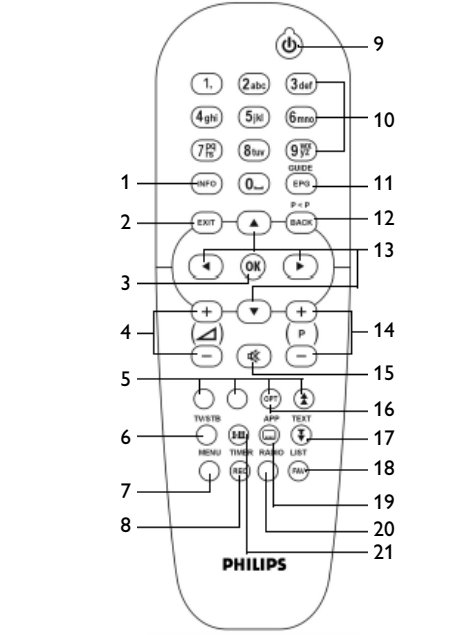 9
1. 2abc 3def
4ghi 5jkl 6mno 10
7pqrs 8tuv 9wxyz
GUIDE
1 INFO 0 EPG 11
P<P
2 EXIT BACK 12
13
3 OK
4 + + 14
P
− −
15
5 OPT 16
TV/STB APP TEXT
6 17
MENU TIMER RADIO LIST
7 REC FAV 18
8 19
20
21
PHILIPS